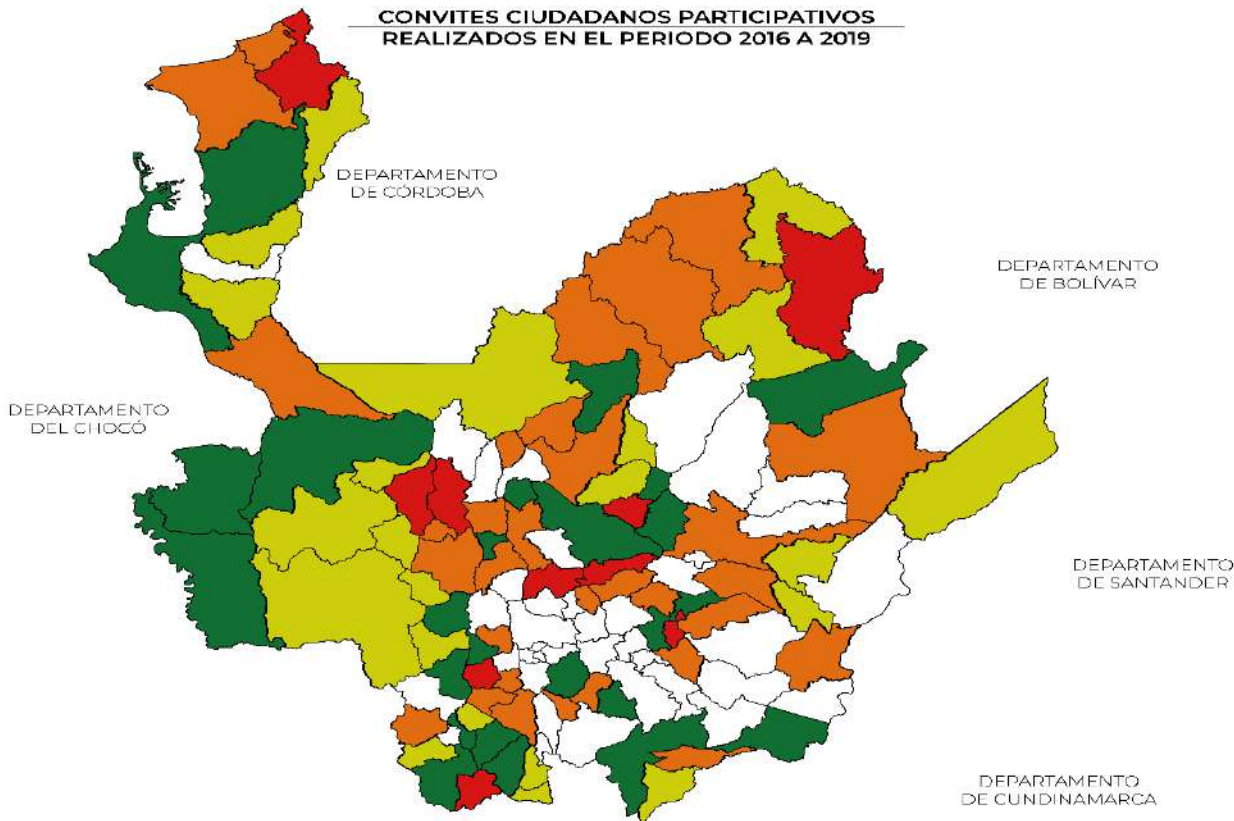 CONVITES CIUDADANOS PARTICIPATIVOS
REALIZADOS EN EL PERIODO 2016 A 2019
DEPARTAMENTO
DE CÓRDOBA
DEPARTAMENTO
DE BOLÍVAR
DEPARTAMENTO
DEL CHOCÓ
DEPARTAMENTO
DE SANTANDER
DEPARTAMENTO
DE CUNDINAMARCA